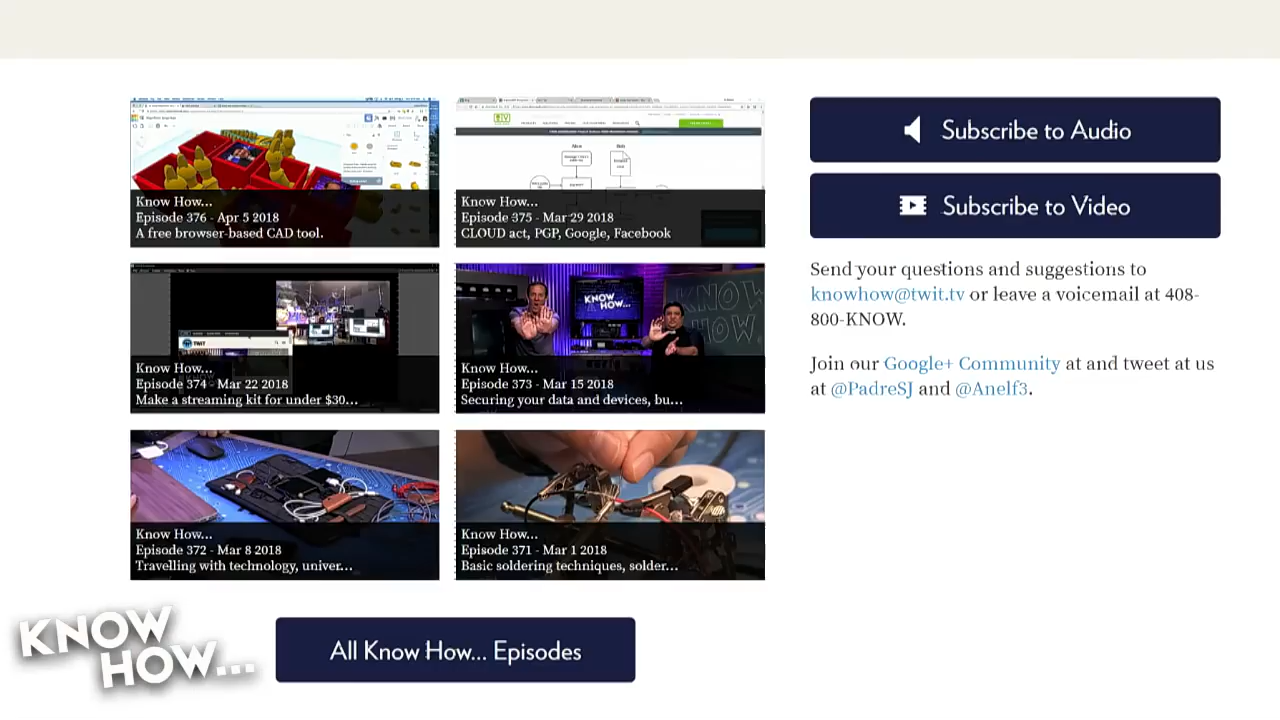 Know How...
Episode 376 - Apr 5 2018
A free browser-based CAD tool.
Know How...
Episode 375 - Mar 29 2018
CLOUD act, PGP, Google, Facebook
TWiT
Know How...
Episode 374 - Mar 22 2018
Make a streaming kit for under $30...
KNOW HOW...
KNOW HOW
Know How...
Episode 373 - Mar 15 2018
Securing your data and devices, bu...
Know How...
Episode 372 - Mar 8 2018
Travelling with technology, univer...
Know How...
Episode 371 - Mar 1 2018
Basic soldering techniques, solder...
All Know How... Episodes
Subscribe to Audio
Subscribe to Video
Send your questions and suggestions to
knowhow@twit.tv or leave a voicemail at 408-
800-KNOW.
Join our Google+ Community at and tweet at us
at @PadreSJ and @Anelf3.
KNOW
HOW...